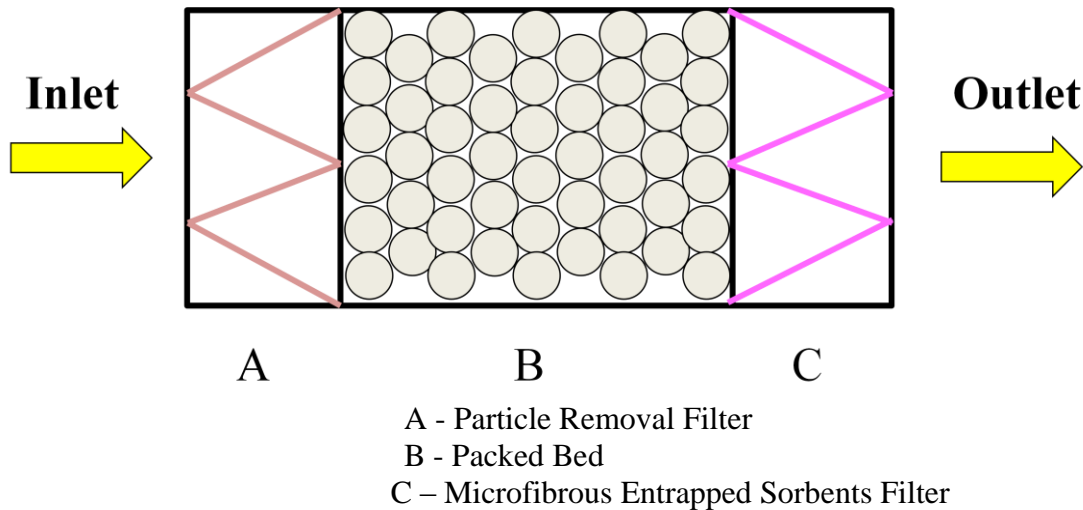 Inlet
Outlet
A
B
C
A - Particle Removal Filter
B - Packed Bed
C – Microfibrous Entrapped Sorbents Filter